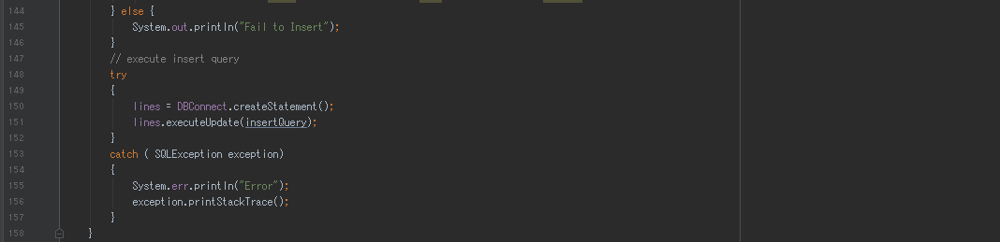 144 } else {
145 System.out.println("Fail to Insert");
146 }
147 // execute insert query
148 try
149 {
150 lines = DBConnect.createStatement();
151 lines.executeUpdate(insertQuery);
152 }
153 catch ( SQLException exception)
154 {
155 System.err.println("Error");
156 exception.printStackTrace();
157 }
158 }